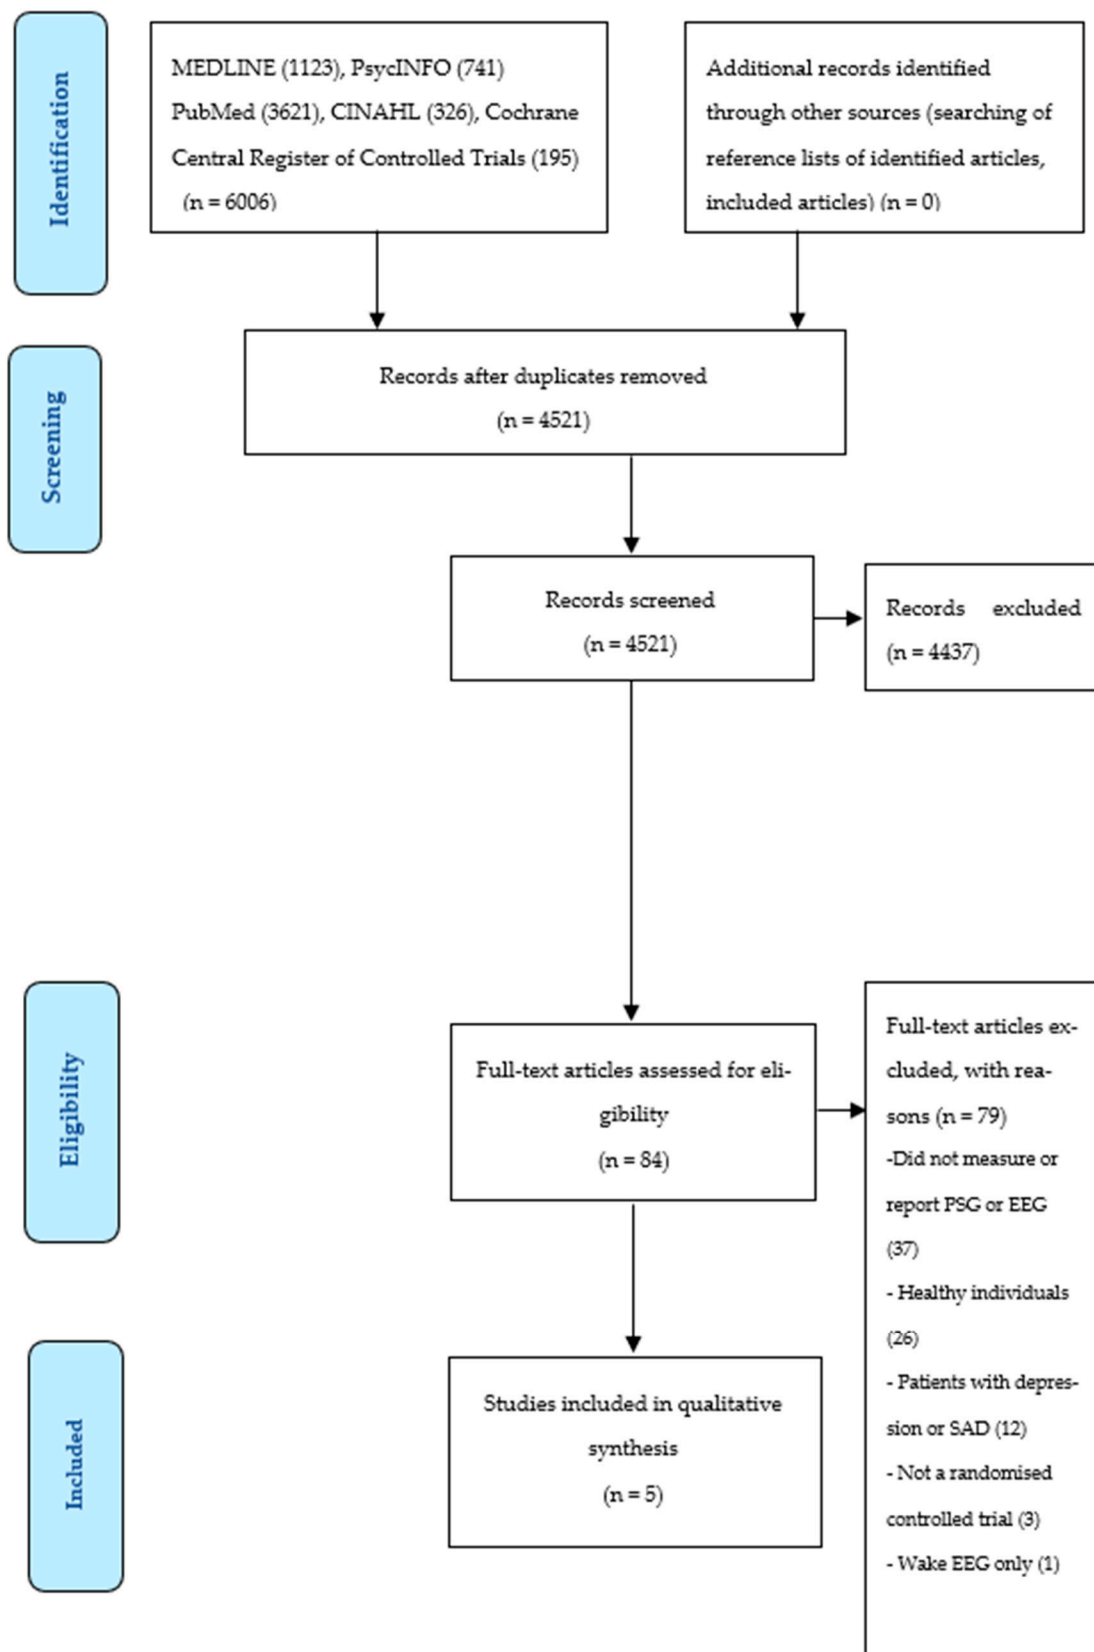 Identification
MEDLINE (1123), PsycINFO (741)
PubMed (3621), CINAHL (326), Cochrane
Central Register of Controlled Trials (195)
(n = 6006)
Additional records identified
through other sources (searching of
reference lists of identified articles,
included articles) (n = 0)
Screening
Records after duplicates removed
(n = 4521)
Records screened
(n = 4521)
Records excluded
(n = 4437)
Eligibility
Full-text articles assessed for eli-
gibility
(n = 84)
Full-text articles ex-
cluded, with rea-
sons (n = 79)
-Did not measure or
report PSG or EEG
(37)
- Healthy individuals
(26)
- Patients with depres-
sion or SAD (12)
- Not a randomised
controlled trial (3)
- Wake EEG only (1)
Included
Studies included in qualitative
synthesis
(n = 5)